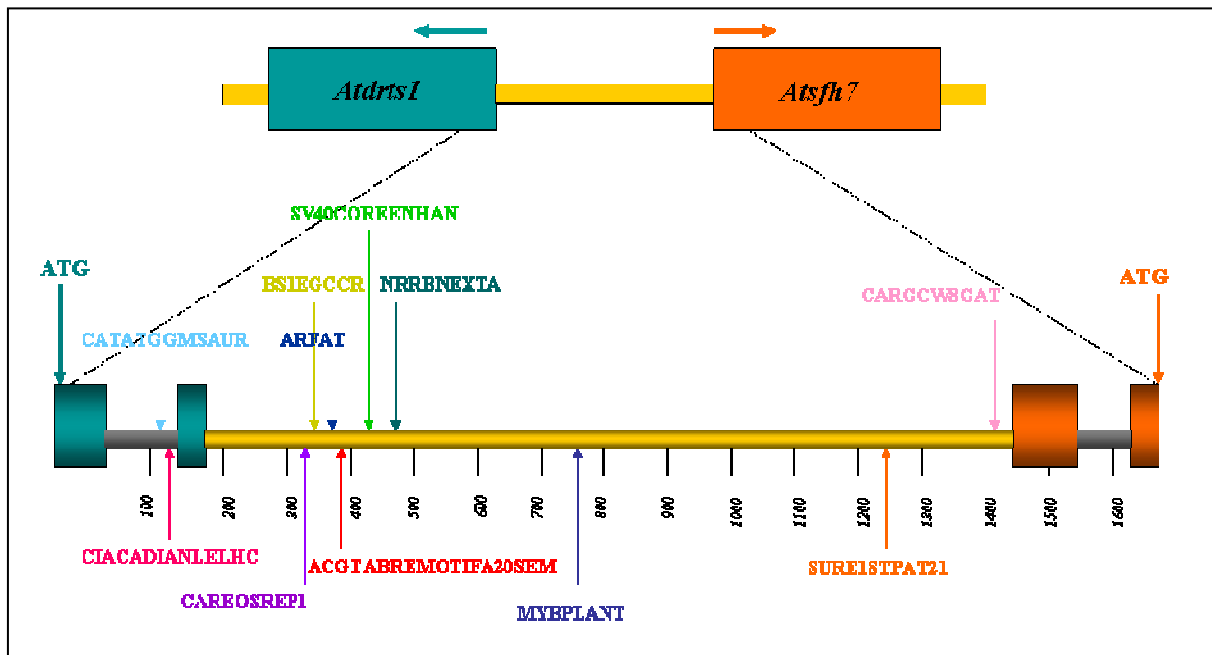 Atdrts1
Atsfh7
SV40COREENHAN
ATG
BS1EGCCR
NRRBNEXTA
CARGCW8GAT
ATG
CATATGGMSAUR
ARFAT
100
200
300
400
500
600
700
800
900
1000
1100
1200
1300
1400
1500
1600
CIACADIANLELHC
ACGTABREMOTIFA2OSEM
SURE1STPAT21
CAREOSREP1
MYBPLANT